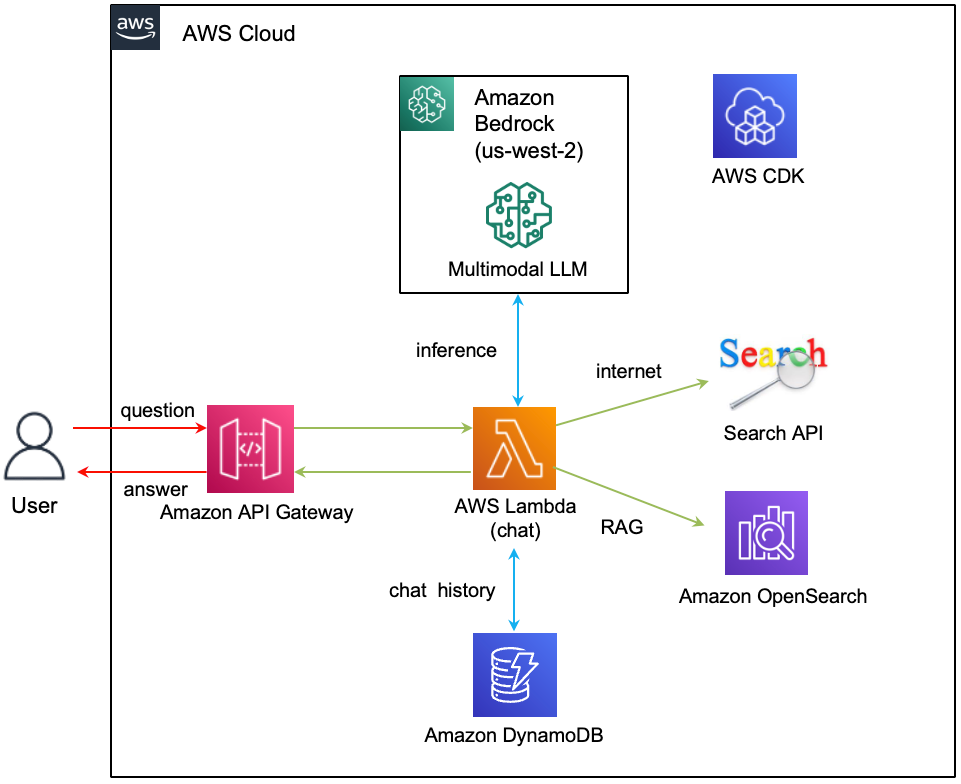 aws
AWS Cloud
Amazon
Bedrock
(us-west-2)
Multimodal LLM
AWS CDK
inference
internet
Search
Search API
question
answer
User
Amazon API Gateway
AWS Lambda
(chat)
RAG
Amazon OpenSearch
chat history
Amazon DynamoDB